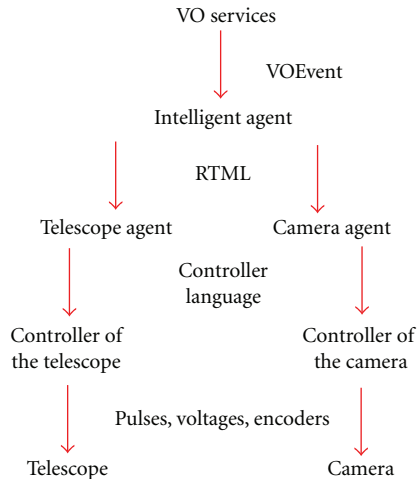 VO services
VOEvent
Intelligent agent
RTML
Telescope agent
Camera agent
Controller
language
Controller of
the telescope
Controller of
the camera
Pulses, voltages, encoders
Telescope
Camera